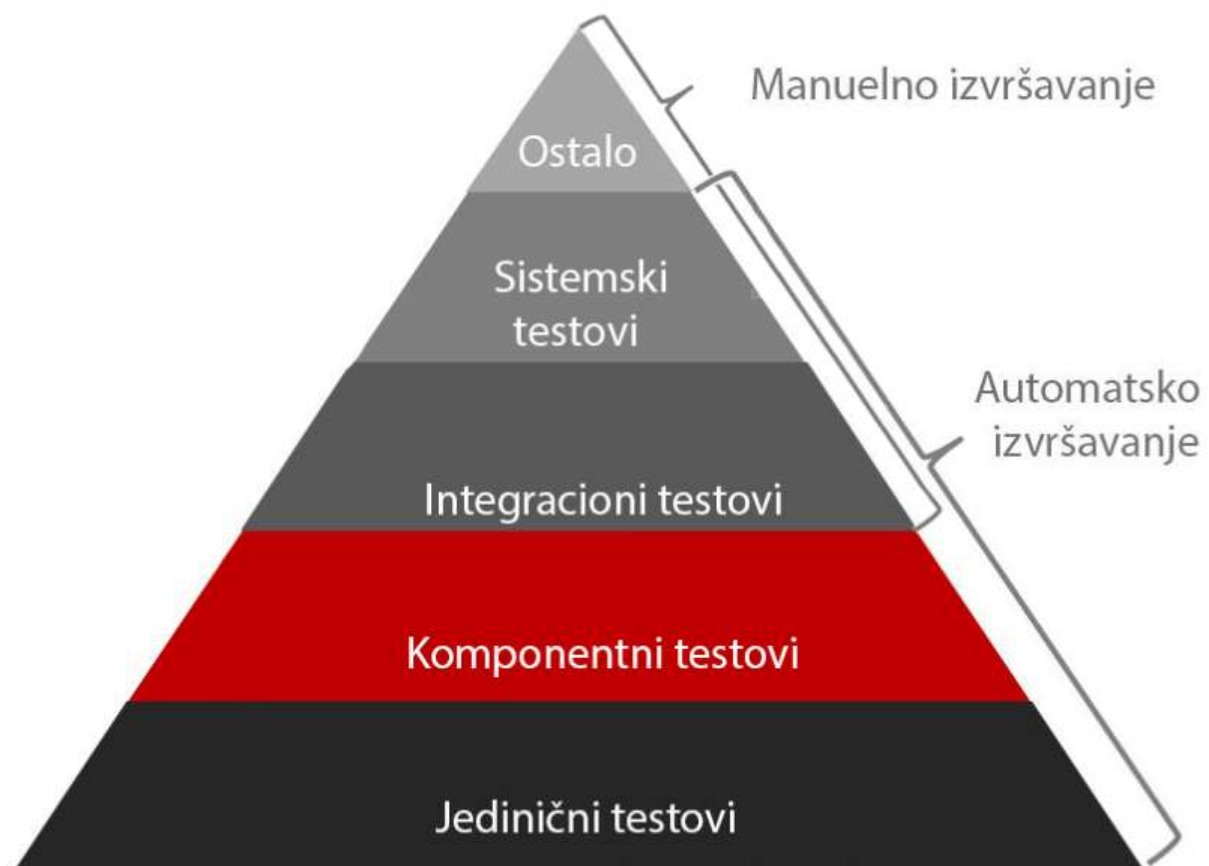 Manuelno izvršavanje
Ostalo
Sistemski
testovi
Automatsko
izvršavanje
Integracioni testovi
Komponentni testovi
Jedinični testovi